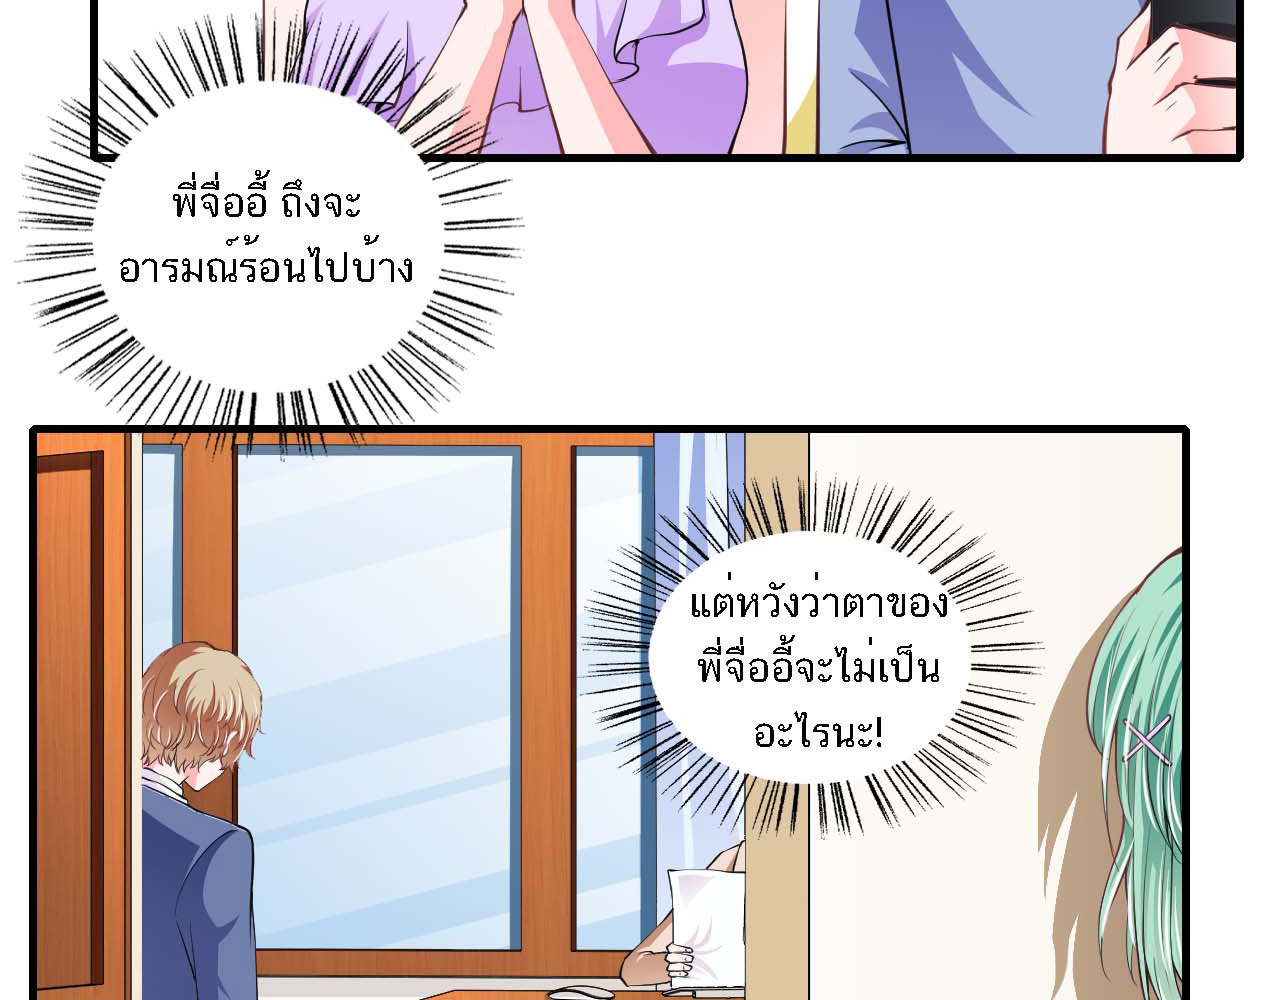 พี่จื่ออี้ ถึงจะ
อารมณ์ร้อนไปบ้าง
แต่หวังว่าตาของ
พี่จื่ออี้จะไม่เป็น
อะไรนะ!